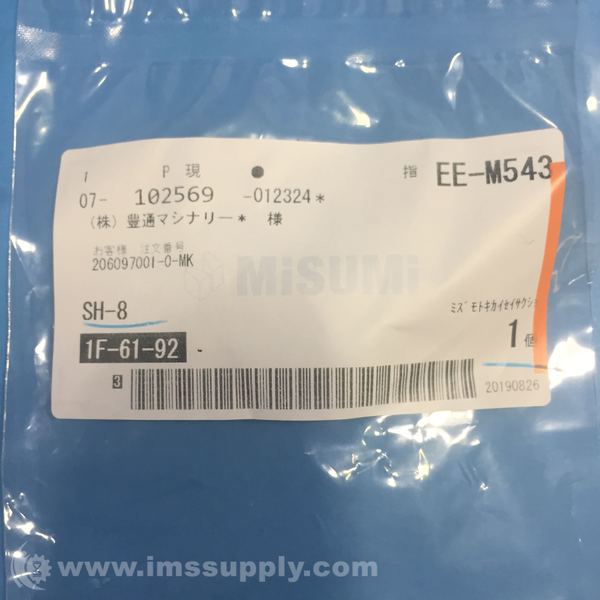 I P 現 ● 指 EE-M543
07- 102569 -012324*
(株) 豊通マシナリー* 様
お客様 注文番号
206097001-0-MK
MiSUMi
SH-8
ミズモトキカイセイサクショ
1F-61-92
1個
3
20190826
www.imssupply.com